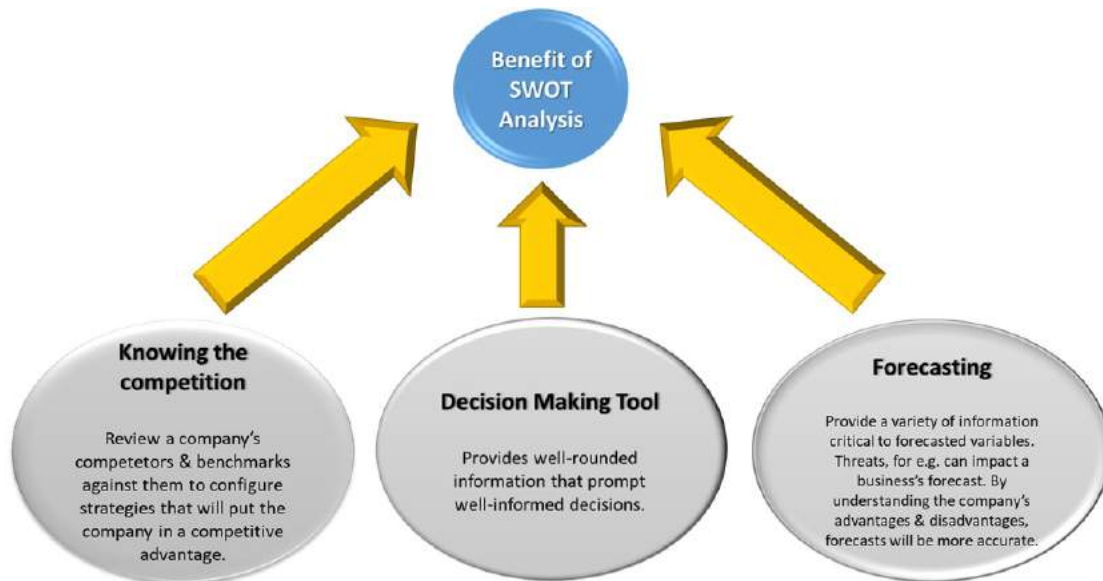 Benefit of
SWOT
Analysis
Knowing the
competition
Review a company's
competetors & benchmarks
against them to configure
strategies that will put the
company in a competitive
advantage.
Decision Making Tool
Provides well-rounded
information that prompt
well-informed decisions.
Forecasting
Provide a variety of information
critical to forecasted variables.
Threats, for e.g. can impact a
business's forecast. By
understanding the company's
advantages & disadvantages,
forecasts will be more accurate.